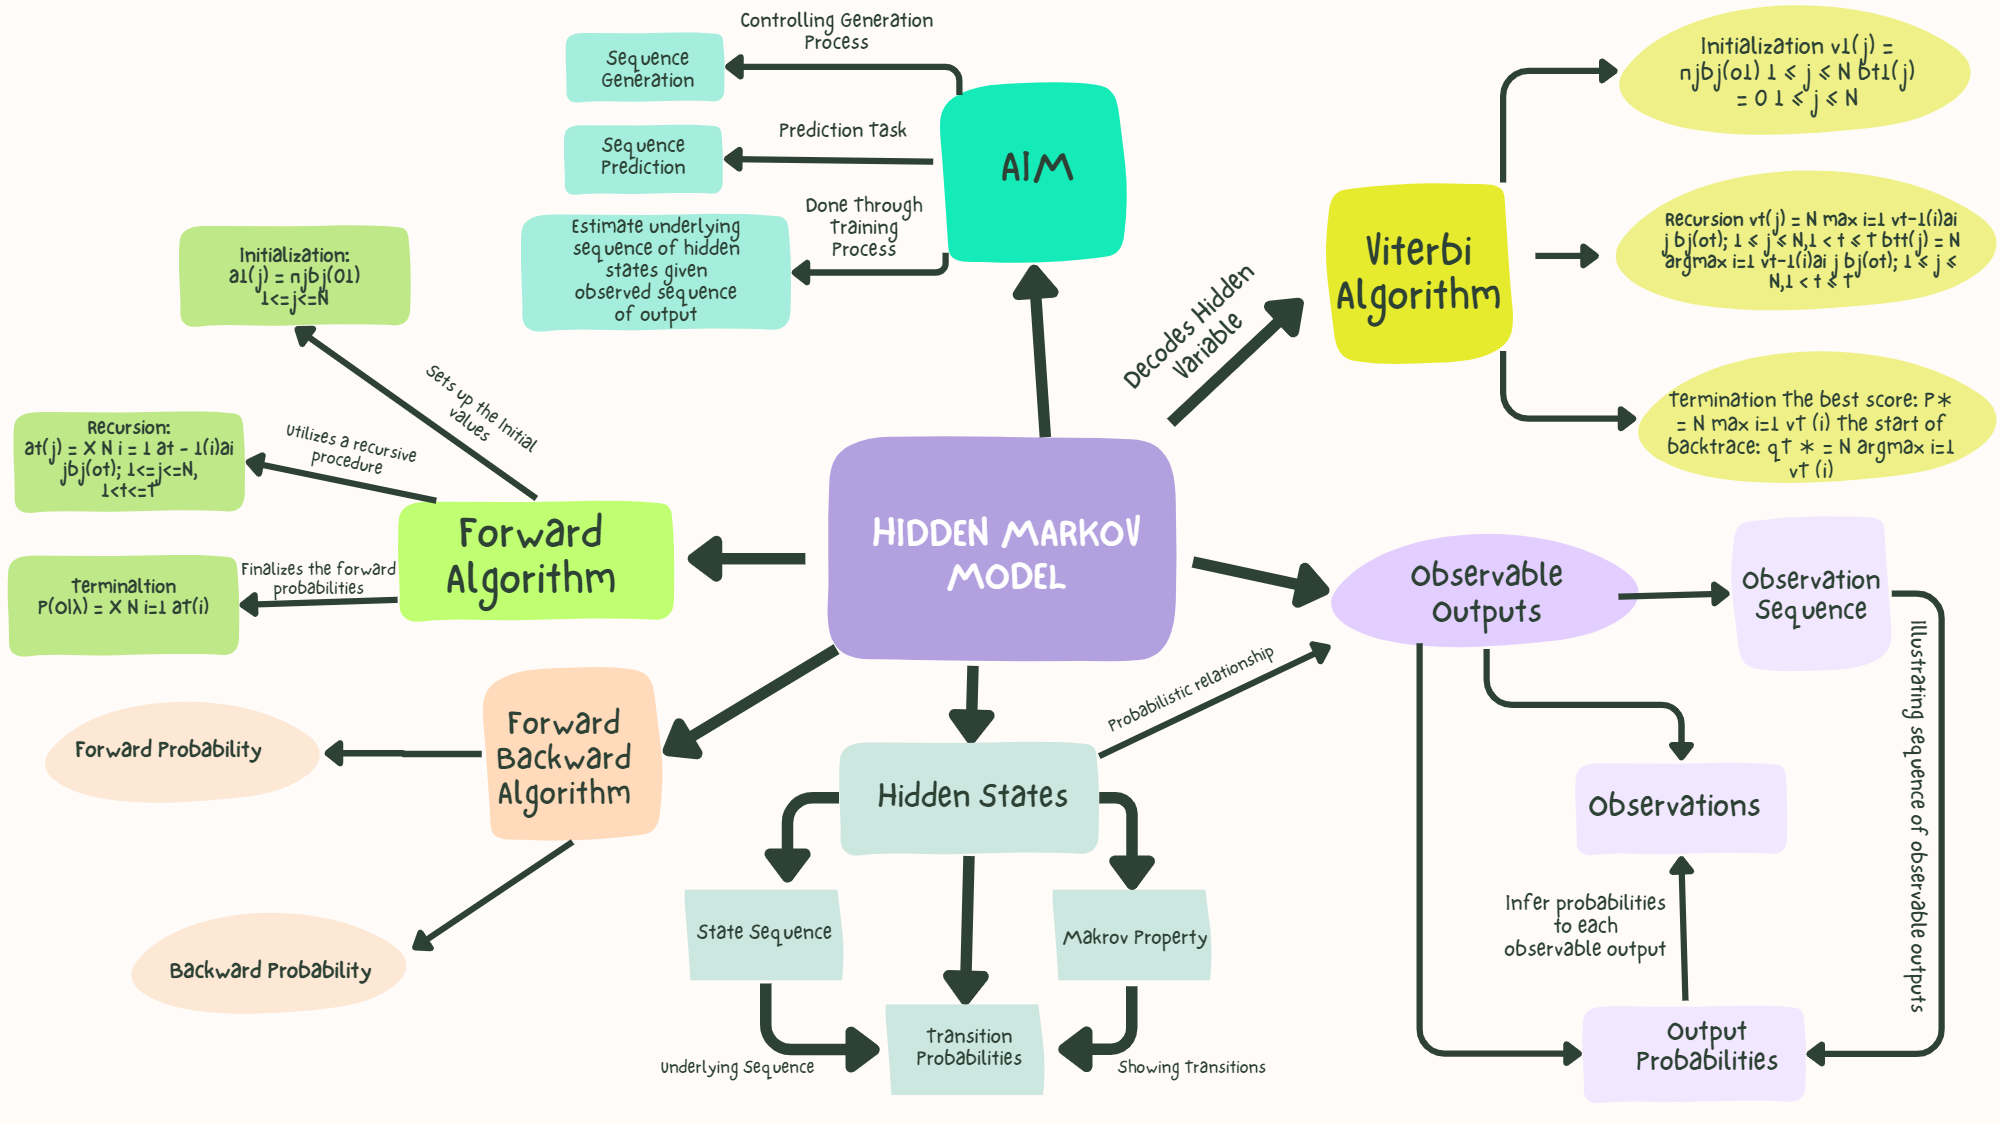 Controlling Generation
Process
Sequence
Generation
Prediction Task
Sequence
Prediction
Done Through
Training
Process
Estimate underlying
sequence of hidden
states given
observed sequence
of output
AIM
Initialization v1(j) =
πjbj(o1) 1 ≤ j ≤ N bt1(j)
= 0 1 ≤ j ≤ N
Viterbi
Algorithm
Recursion vt(j) = N max i=1 vt−1(i)ai
j bj(ot); 1 ≤ j ≤ N,1 < t ≤ T btt(j) = N
argmax i=1 vt−1(i)ai j bj(ot); 1 ≤ j ≤
N,1 < t ≤ T
Termination The best score: P∗
= N max i=1 vT (i) The start of
backtrace: qT ∗ = N argmax i=1
vT (i)
Decodes Hidden
Variable
Initialization:
a1(j) = πjbj(O1)
1<=j<=N
Sets up the Initial
values
Recursion:
at(j) = X N i = 1 at - 1(i)ai
jbj(ot); 1<=j<=N,
1<t<=T
Utilizes a recursive
procedure
Terminaltion
P(O|λ) = X N i=1 aT(i)
Finalizes the forward
probabilities
Forward
Algorithm
HIDDEN MARKOV
MODEL
Observable
Outputs
Observation
Sequence
Illustrating sequence of observable outputs
Probabilistic relationship
Forward
Backward
Algorithm
Forward Probability
Backward Probability
Hidden States
State Sequence
Makrov Property
Transition
Probabilities
Underlying Sequence
Showing Transitions
Observations
Infer probabilities
to each
observable output
Output
Probabilities